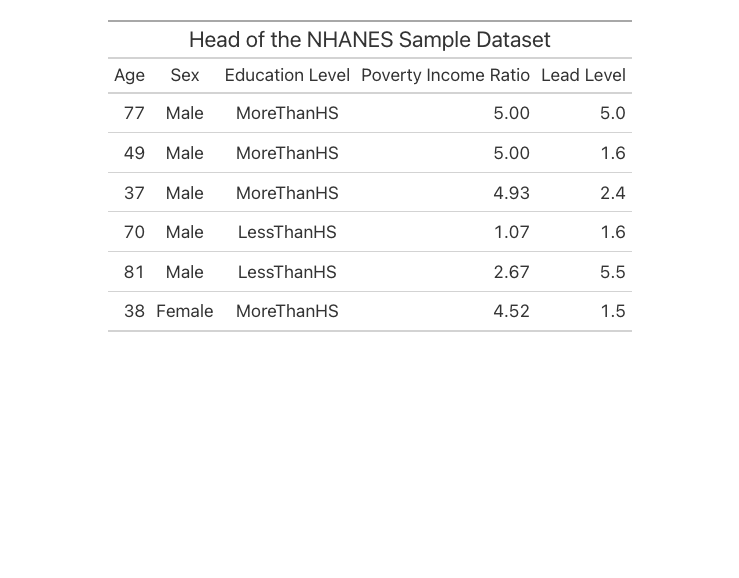 Head of the NHANES Sample Dataset
Age Sex Education Level Poverty Income Ratio Lead Level
77 Male MoreThanHS 5.00 5.0
49 Male MoreThanHS 5.00 1.6
37 Male MoreThanHS 4.93 2.4
70 Male LessThanHS 1.07 1.6
81 Male LessThanHS 2.67 5.5
38 Female MoreThanHS 4.52 1.5